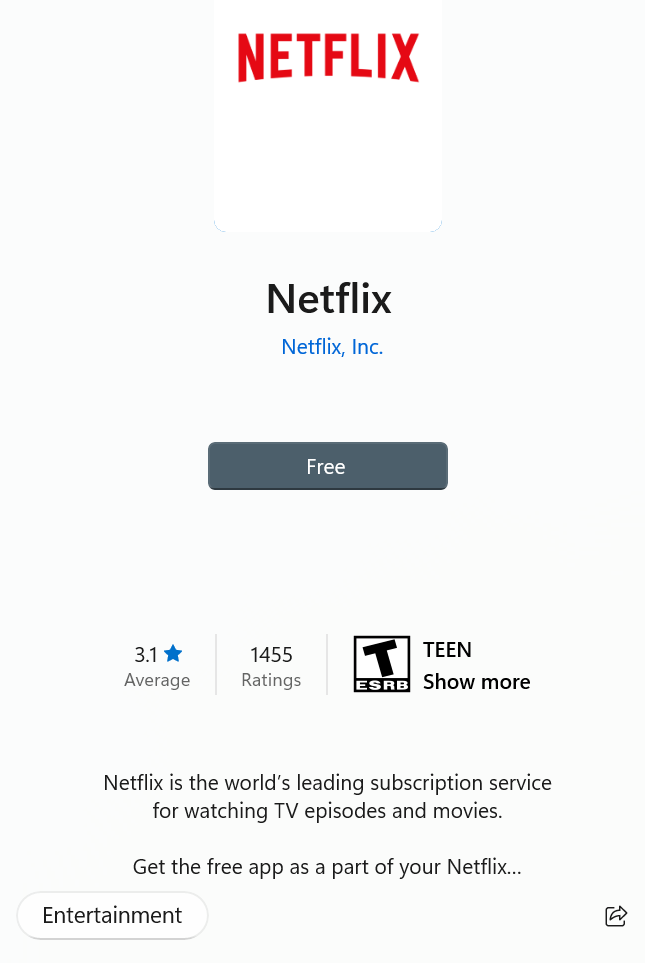 NETFLIX
Netflix
Netflix, Inc.
Free
3.1
Average
1455
Ratings
T
ESRB
TEEN
Show more
Netflix is the world’s leading subscription service
for watching TV episodes and movies.
Get the free app as a part of your Netflix...
Entertainment